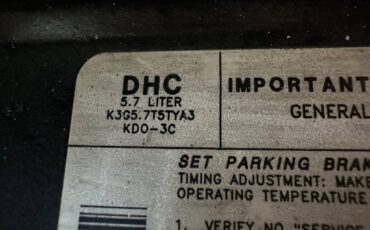 DHC
5.7 LITER
K3G5.7T5TYA3
KDO-3C
IMPORTANT
GENERAL
SET PARKING BRAK
TIMING ADJUSTMENT: MAKE
OPERATING TEMPERATURE
1. VERIFY NO "SERVICE